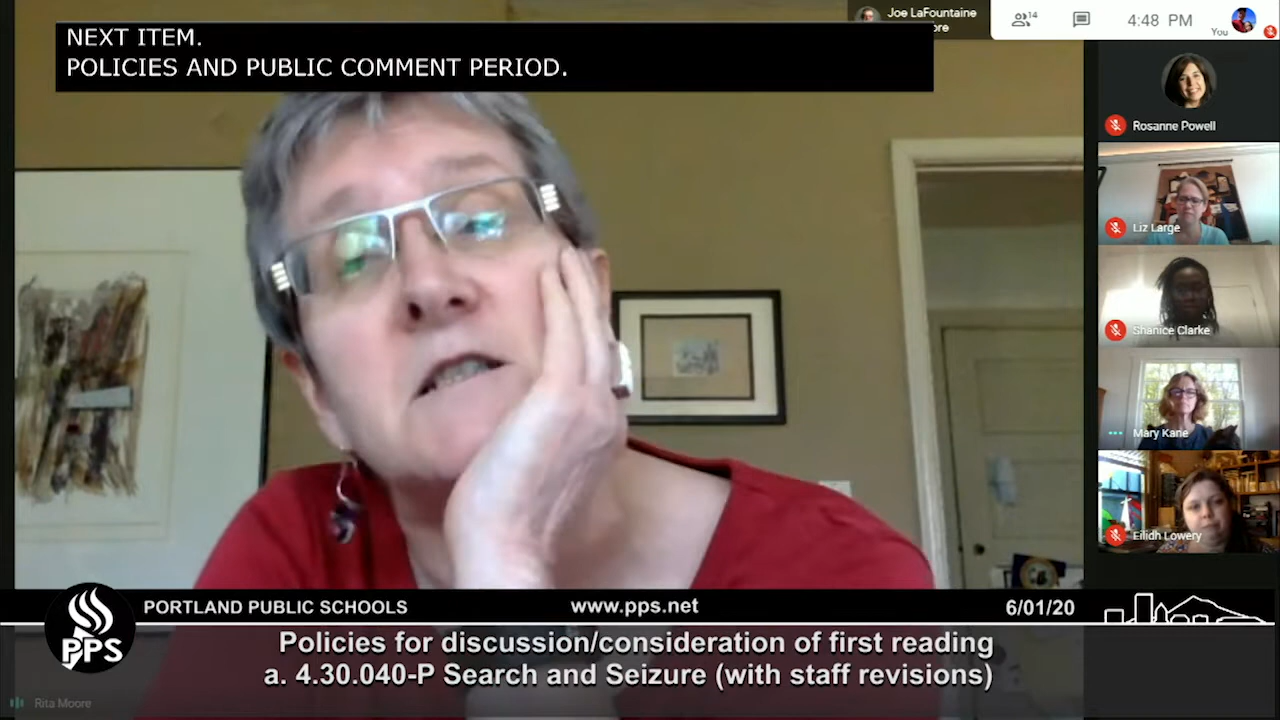 NEXT ITEM.
POLICIES AND PUBLIC COMMENT PERIOD.
Joe LaFountaine
ore
14
4:48 PM
You
Rosanne Powell
Liz Large
Shanice Clarke
Mary Kane
Eilidh Lowery
PORTLAND PUBLIC SCHOOLS
www.pps.net
6/01/20
PPS
Policies for discussion/consideration of first reading
a. 4.30.040-P Search and Seizure (with staff revisions)
Rita Moore